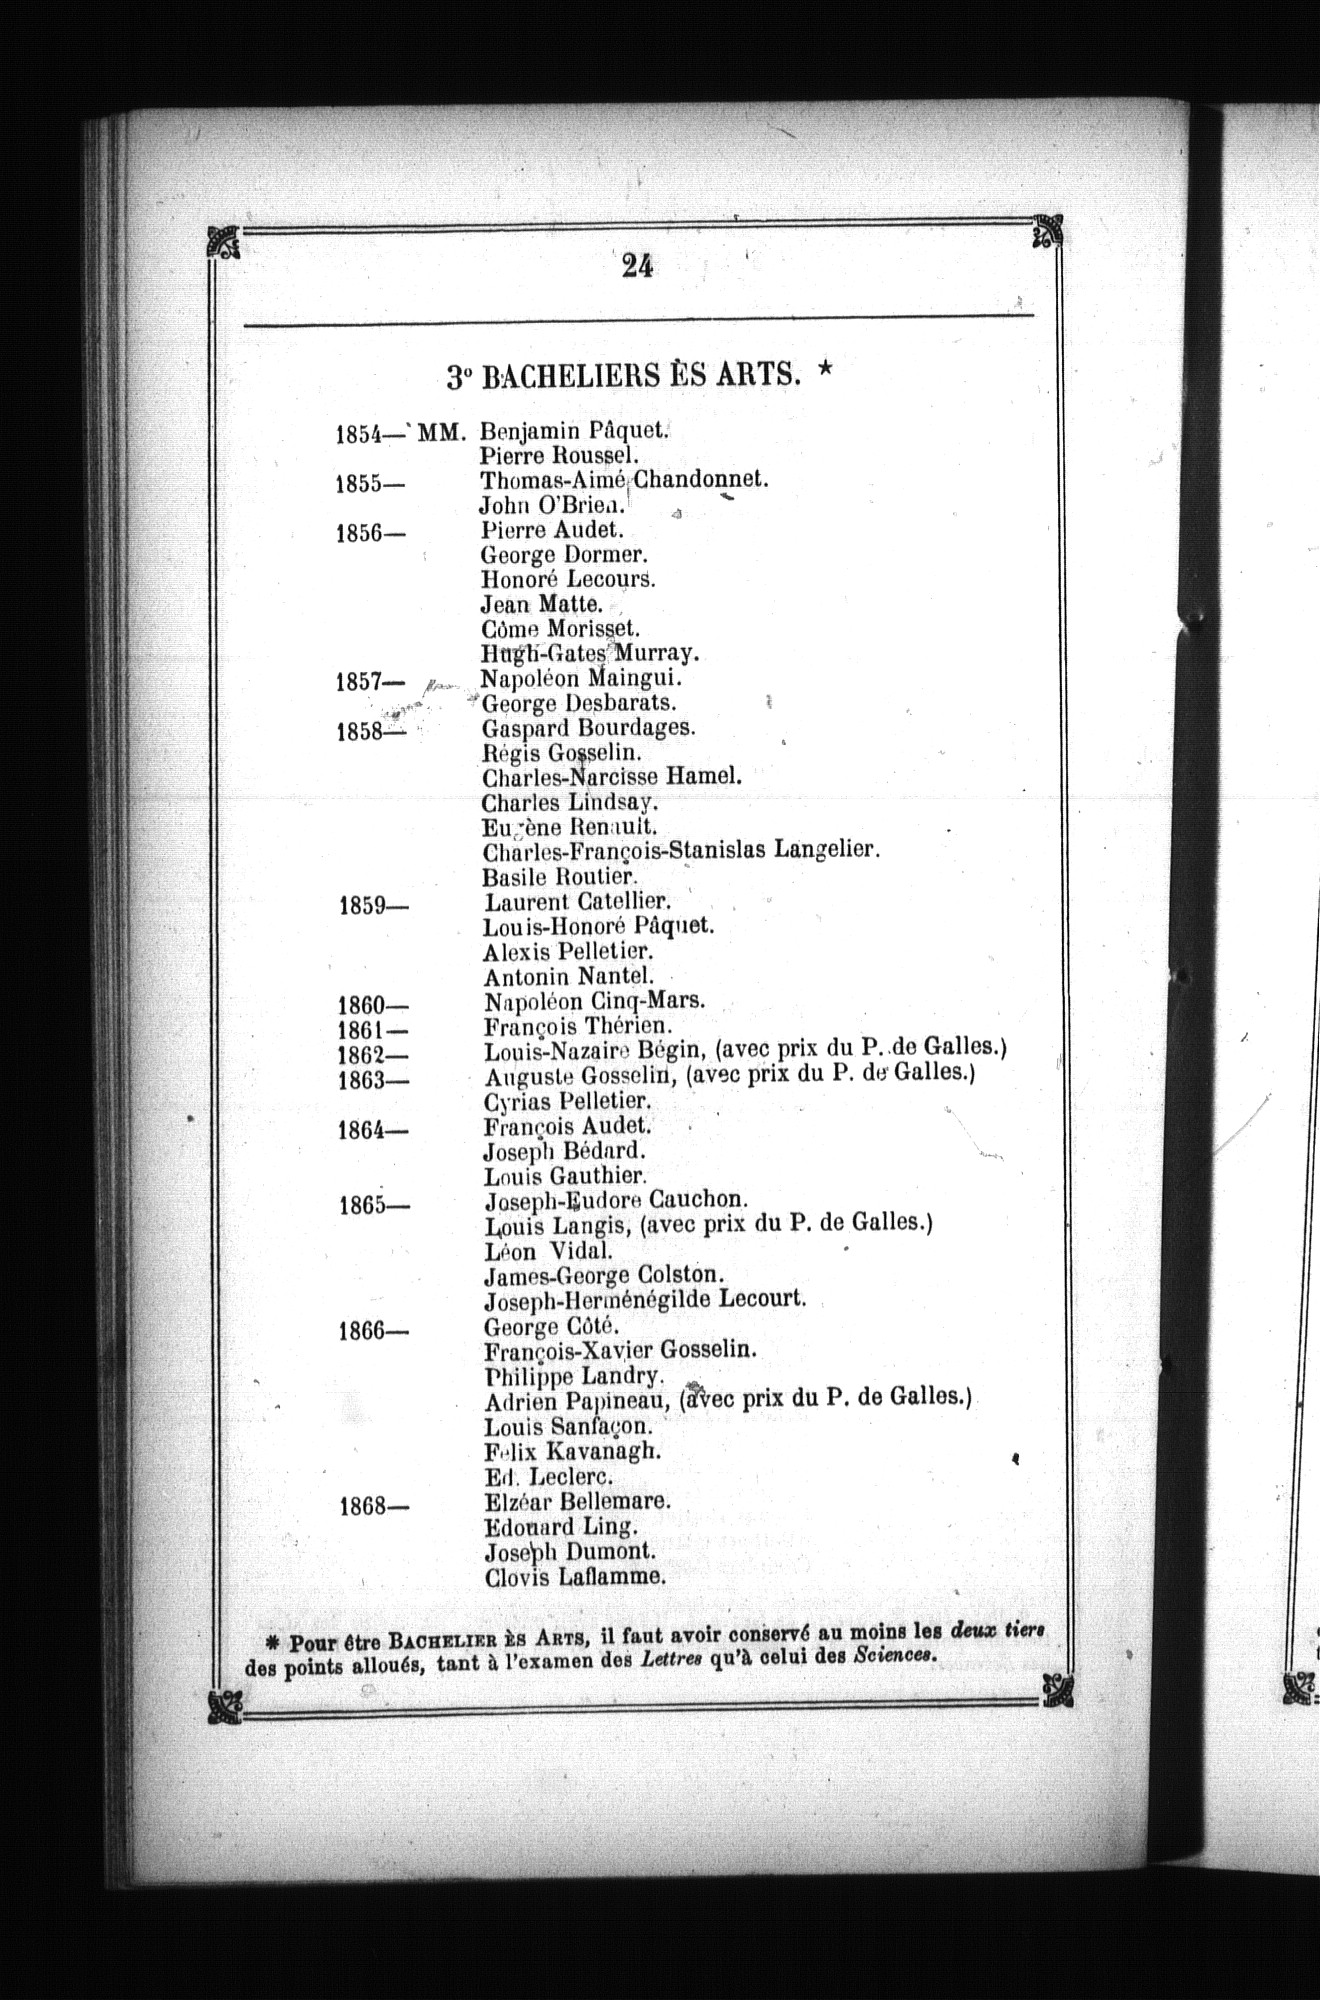 24
3º BACHELIERS ÈS ARTS. *
1854— MM. Benjamin Pâquet.
Pierre Roussel.
1855— Thomas-Aimé Chandonnet.
John O'Brien.
1856— Pierre Audet.
George Dormer.
Honoré Lecours.
Jean Matte.
Côme Morisset.
Hugh-Gates Murray.
1857— Napoléon Maingui.
George Desbarats.
1858— Gaspard Bourdages.
Régis Gosselin.
Charles-Narcisse Hamel.
Charles Lindsay.
Eugène Renauit.
Charles-François-Stanislas Langelier.
Basile Routier.
1859— Laurent Catellier.
Louis-Honoré Pâquet.
Alexis Pelletier.
Antonin Nantel.
1860— Napoléon Cinq-Mars.
1861— François Thérien.
1862— Louis-Nazaire Bégin, (avec prix du P. de Galles.)
1863— Auguste Gosselin, (avec prix du P. de Galles.)
Cyrias Pelletier.
1864— François Audet.
Joseph Bédard.
Louis Gauthier.
1865— Joseph-Eudore Cauchon.
Louis Langis, (avec prix du P. de Galles.)
Léon Vidal.
James-George Colston.
Joseph-Herménégilde Lecourt.
1866— George Côté.
François-Xavier Gosselin.
Philippe Landry.
Adrien Papineau, (avec prix du P. de Galles.)
Louis Sanfaçon.
Felix Kavanagh.
Ed. Leclerc.
1868— Elzéar Bellemare.
Edouard Ling.
Joseph Dumont.
Clovis Laflamme.
* Pour être BACHELIER ÈS ARTS, il faut avoir conservé au moins les deux tiers
des points alloués, tant à l'examen des Lettres qu'à celui des Sciences.